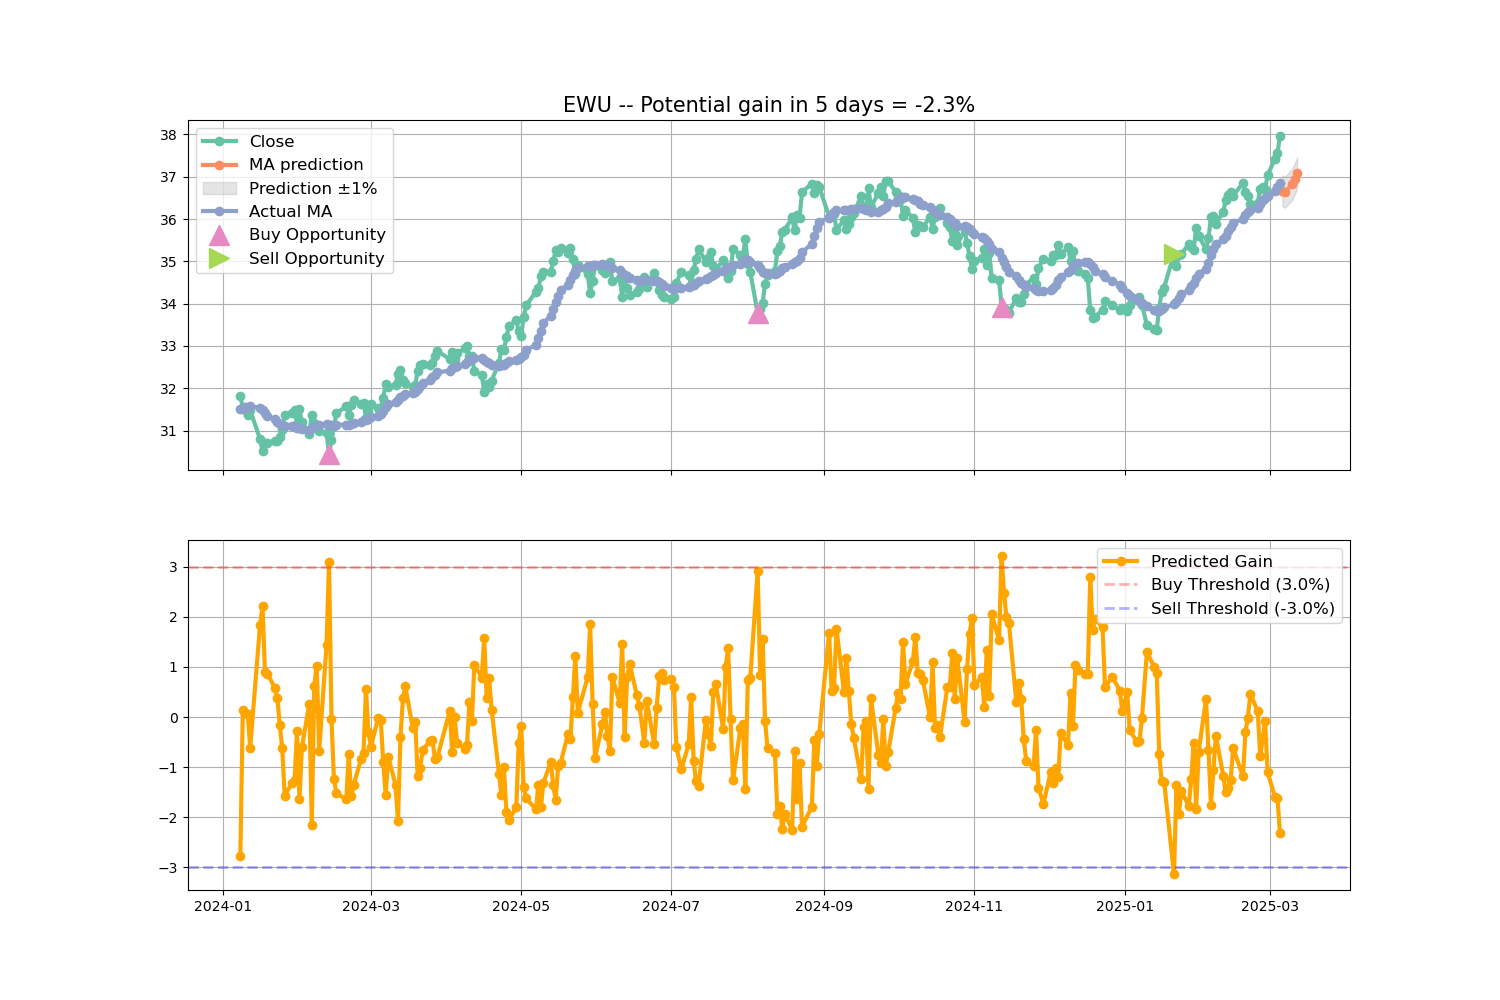 EWU -- Potential gain in 5 days = -2.3%
38
37
36
35
34
33
32
31
Close
MA prediction
Prediction ±1%
Actual MA
Buy Opportunity
Sell Opportunity
3
2
1
0
−1
−2
−3
Predicted Gain
Buy Threshold (3.0%)
Sell Threshold (-3.0%)
2024-01
2024-03
2024-05
2024-07
2024-09
2024-11
2025-01
2025-03